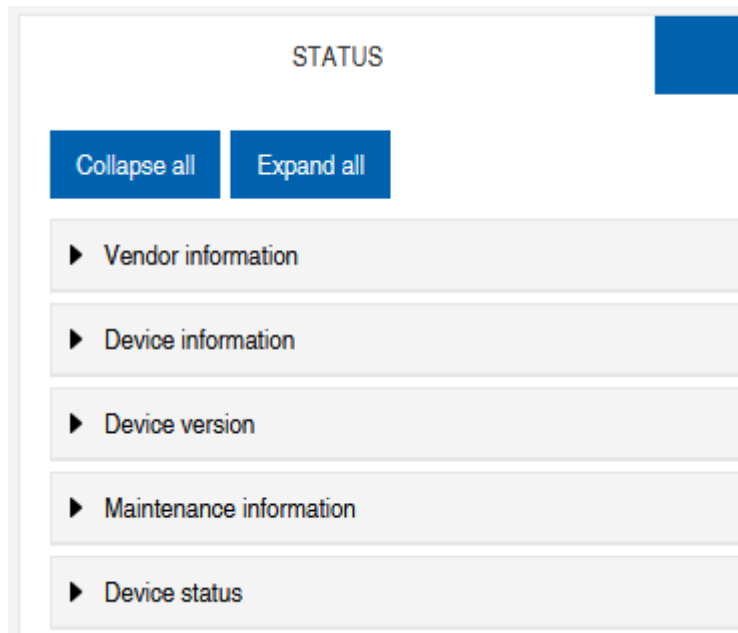 STATUS
Collapse all Expand all
Vendor information
Device information
Device version
Maintenance information
Device status